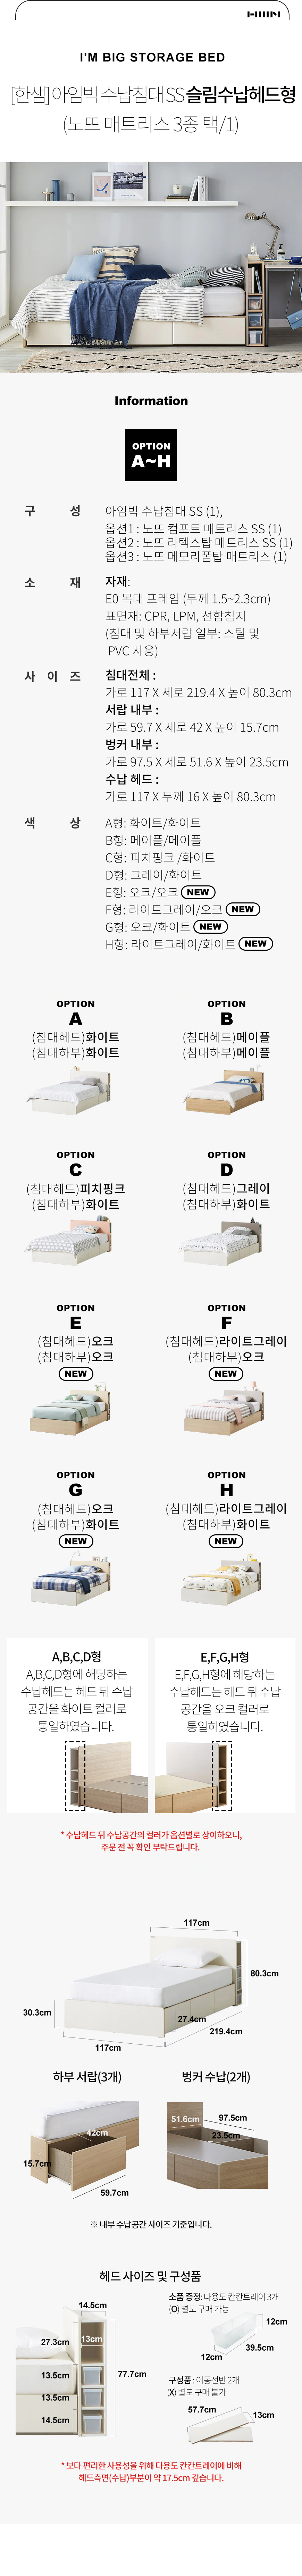 I'M BIG STORAGE BED
[한샘] 아임빅 수납침대 SS 슬림수납헤드형
(노뜨 매트리스 3종 택/1)
Information
OPTION
A~H
구 성
아임빅 수납침대 SS (1),
옵션1 : 노뜨 컴포트 매트리스 SS (1)
옵션2 : 노뜨 라텍스탑 매트리스 SS (1)
옵션3 : 노뜨 메모리폼탑 매트리스 (1)
소 재
자재:
E0 목대 프레임 (두께 1.5~2.3cm)
표면재: CPR, LPM, 선함침지
(침대 및 하부서랍 일부: 스틸 및
PVC 사용)
사 이 즈
침대전체 :
가로 117 X 세로 219.4 X 높이 80.3cm
서랍 내부 :
가로 59.7 X 세로 42 X 높이 15.7cm
벙커 내부 :
가로 97.5 X 세로 51.6 X 높이 23.5cm
수납 헤드 :
가로 117 X 두께 16 X 높이 80.3cm
색 상
A형: 화이트/화이트
B형: 메이플/메이플
C형: 피치핑크 /화이트
D형: 그레이/화이트
E형: 오크/오크 NEW
F형: 라이트그레이/오크 NEW
G형: 오크/화이트 NEW
H형: 라이트그레이/화이트 NEW
OPTION
A
(침대헤드)화이트
(침대하부)화이트
OPTION
B
(침대헤드)메이플
(침대하부)메이플
OPTION
C
(침대헤드)피치핑크
(침대하부)화이트
OPTION
D
(침대헤드)그레이
(침대하부)화이트
OPTION
E
(침대헤드)오크
(침대하부)오크
NEW
OPTION
F
(침대헤드)라이트그레이
(침대하부)오크
NEW
OPTION
G
(침대헤드)오크
(침대하부)화이트
NEW
OPTION
H
(침대헤드)라이트그레이
(침대하부)화이트
NEW
A,B,C,D형
A,B,C,D형에 해당하는
수납헤드는 헤드 뒤 수납
공간을 화이트 컬러로
통일하였습니다.
E,F,G,H형
E,F,G,H형에 해당하는
수납헤드는 헤드 뒤 수납
공간을 오크 컬러로
통일하였습니다.
* 수납헤드 뒤 수납공간의 컬러가 옵션별로 상이하오니,
주문 전 꼭 확인 부탁드립니다.
117cm
80.3cm
30.3cm
27.4cm
219.4cm
117cm
하부 서랍(3개)
42cm
15.7cm
59.7cm
벙커 수납(2개)
51.6cm
97.5cm
23.5cm
※ 내부 수납공간 사이즈 기준입니다.
헤드 사이즈 및 구성품
14.5cm
27.3cm
13cm
13.5cm
77.7cm
13.5cm
14.5cm
소품 증정: 다용도 칸칸트레이 3개
(O) 별도 구매 가능
12cm
39.5cm
12cm
구성품 : 이동선반 2개
(X) 별도 구매 불가
57.7cm
13cm
* 보다 편리한 사용성을 위해 다용도 칸칸트레이에 비해
헤드측면(수납)부분이 약 17.5cm 깊습니다.